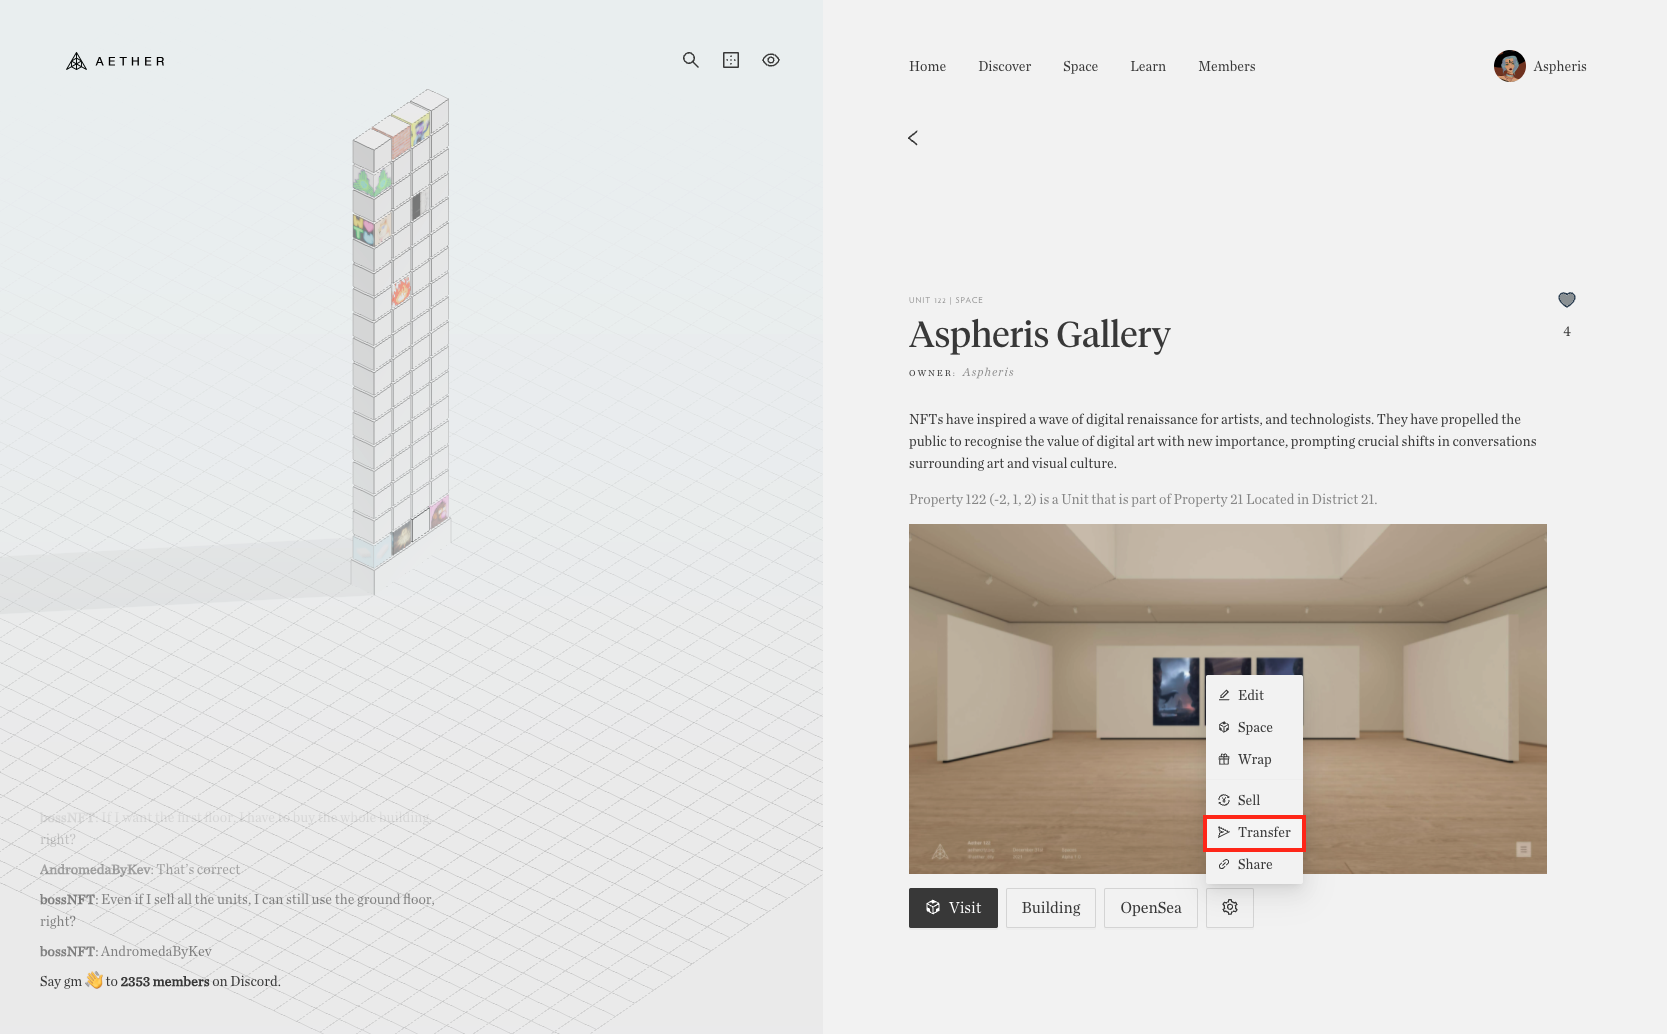 AETHER
Home
Discover
Space
Learn
Members
Aspheris
UNIT 122 | SPACE
Aspheris Gallery
4
OWNER: Aspheris
NFTs have inspired a wave of digital renaissance for artists, and technologists. They have propelled the
public to recognise the value of digital art with new importance, prompting crucial shifts in conversations
surrounding art and visual culture.
Property 122 (-2, 1, 2) is a Unit that is part of Property 21 Located in District 21.
Edit
Space
Wrap
Sell
Transfer
Share
Visit
Building
OpenSea
bossNFT: If I want the first floor, I have to buy the whole building,
right?
AndromedaByKev: That's correct
bossNFT: Even if I sell all the units, I can still use the ground floor,
right?
bossNFT: AndromedaByKev
Say gm 👋 to 2353 members on Discord.